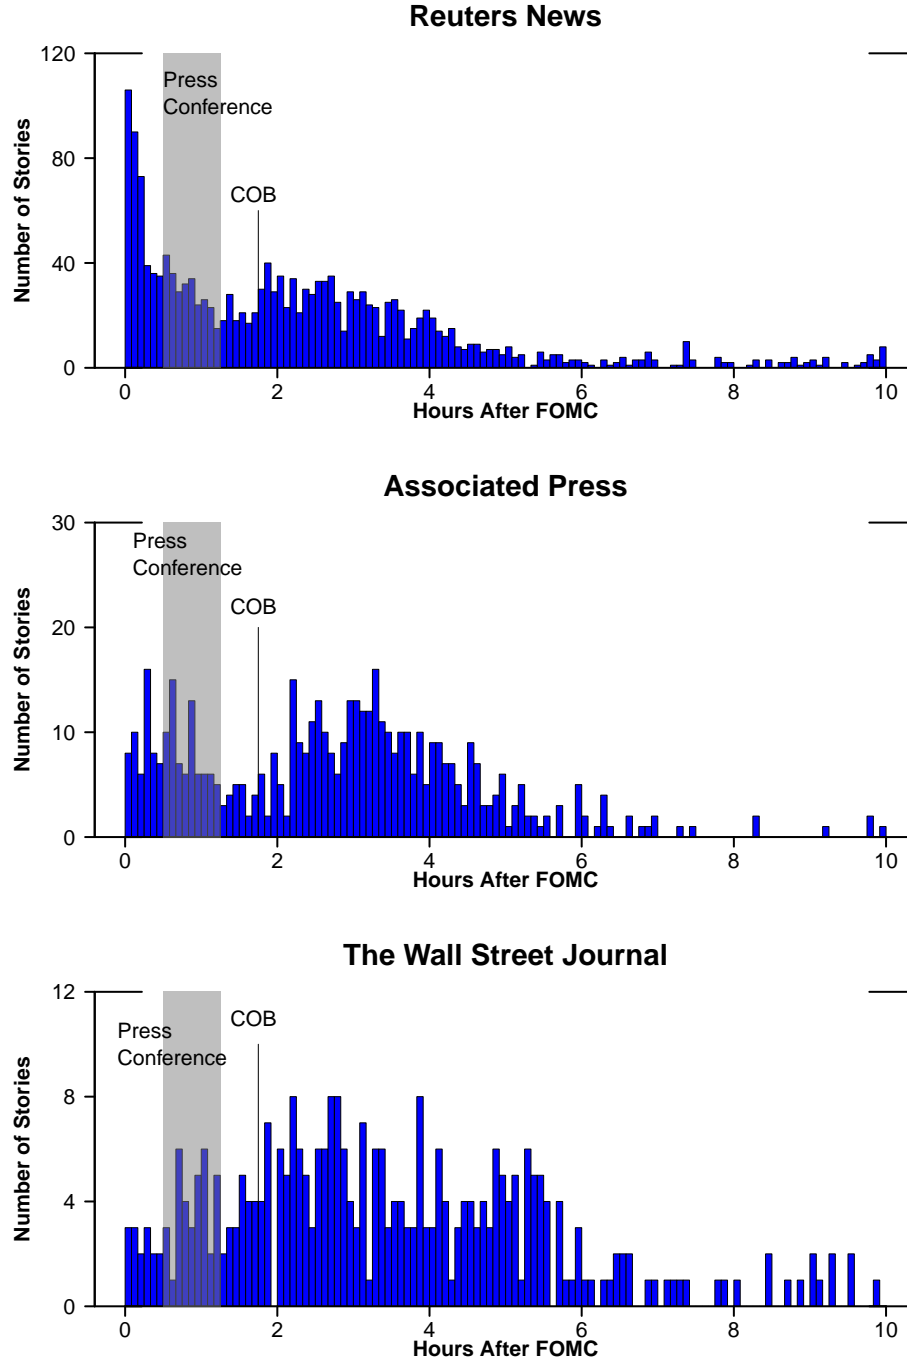 Reuters News
120
80
40
0
Number of Stories
Press
Conference
COB
0 2 4 6 8 10
Hours After FOMC
Associated Press
30
20
10
0
Number of Stories
Press
Conference
COB
0 2 4 6 8 10
Hours After FOMC
The Wall Street Journal
12
8
4
0
Number of Stories
Press
Conference
COB
0 2 4 6 8 10
Hours After FOMC